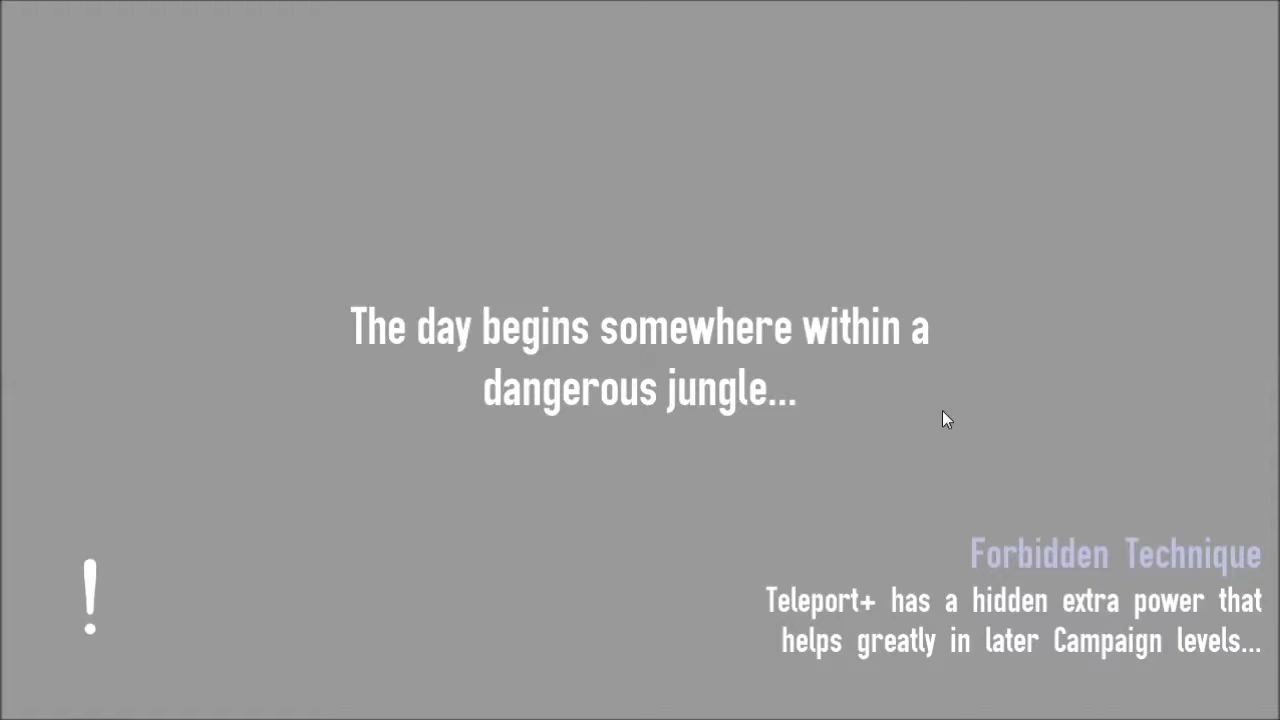 The day begins somewhere within a
dangerous jungle...
!
Forbidden Technique
Teleport+ has a hidden extra power that
helps greatly in later Campaign levels...